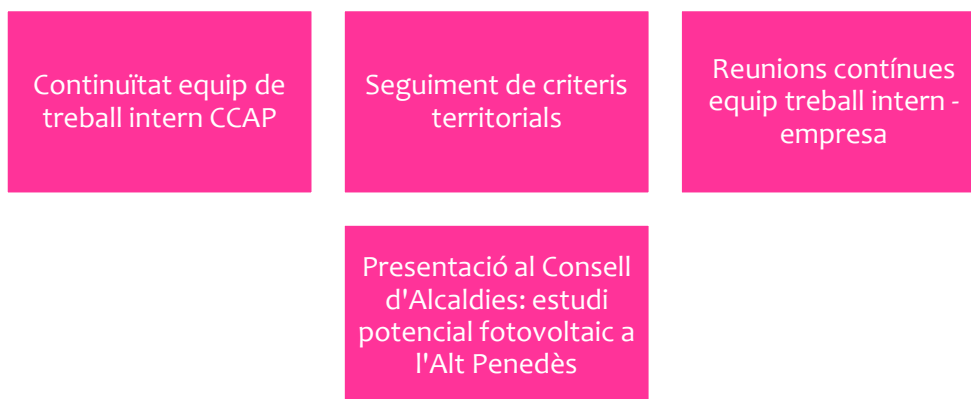 Continuïtat equip de
treball intern CCAP
Seguiment de criteris
territorials
Reunions contínues
equip treball intern -
empresa
Presentació al Consell
d'Alcaldies: estudi
potencial fotovoltaic a
l'Alt Penedès